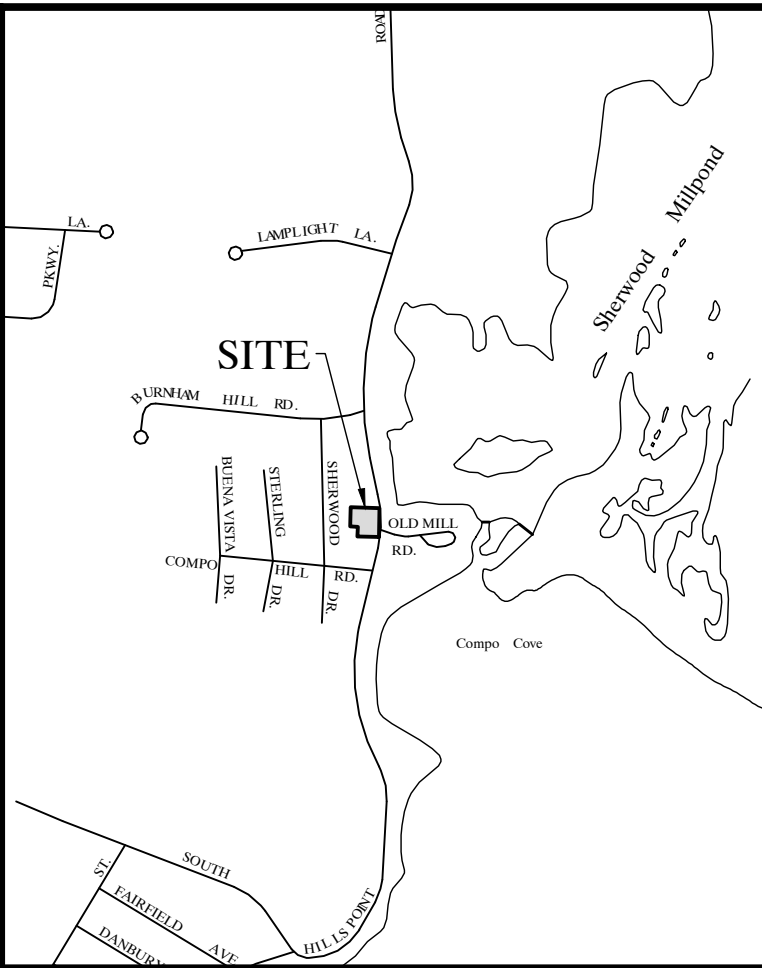 ROAD
Sherwood Millpond
LA.
LAMPLIGHT LA.
PKWY.
SITE
BURNHAM HILL RD.
BUENA VISTA DR.
STERLING DR.
SHERWOOD DR.
OLD MILL RD.
COMPO HILL RD.
Compo Cove
SOUTH
ST.
FAIRFIELD AVE
HILLS POINT
DANBURY